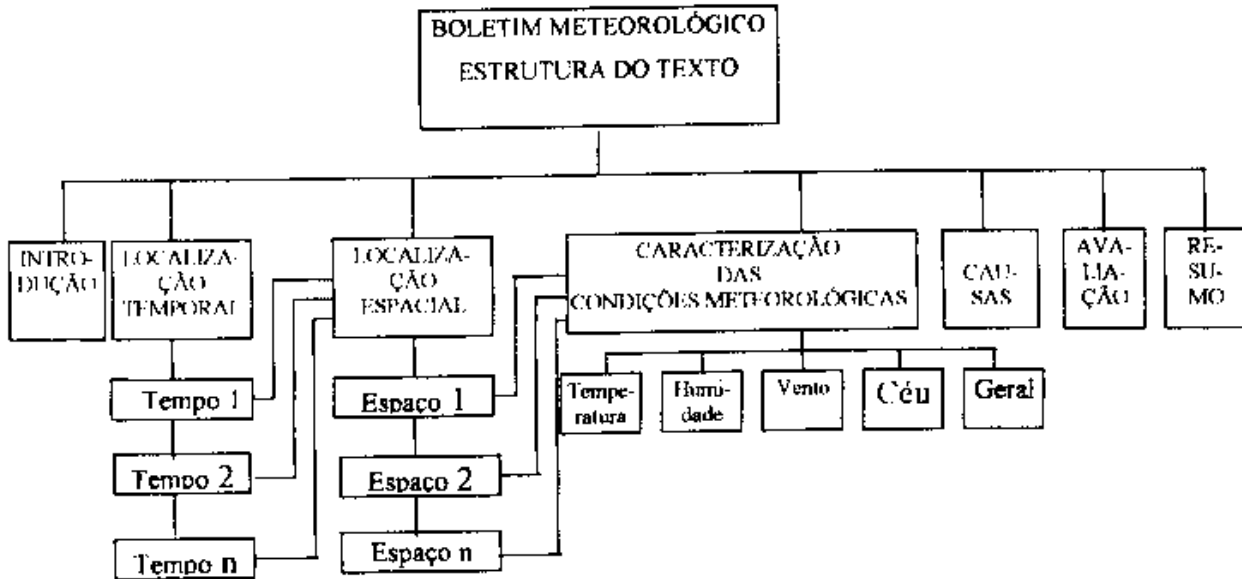 BOLETIM METEOROLÓGICO
ESTRUTURA DO TEXTO
INTRO-
DUÇÃO
LOCALIZA-
ÇÃO
TEMPORAL
LOCALIZA-
ÇÃO
ESPACIAL
CARACTERIZAÇÃO
DAS
CONDIÇÕES METEOROLÓGICAS
CAU-
SAS
AVA-
LIA-
ÇÃO
RE-
SU-
MO
Tempo 1
Tempo 2
Tempo n
Espaço 1
Espaço 2
Espaço n
Tempe-
ratura
Humi-
dade
Vento
Céu
Geral